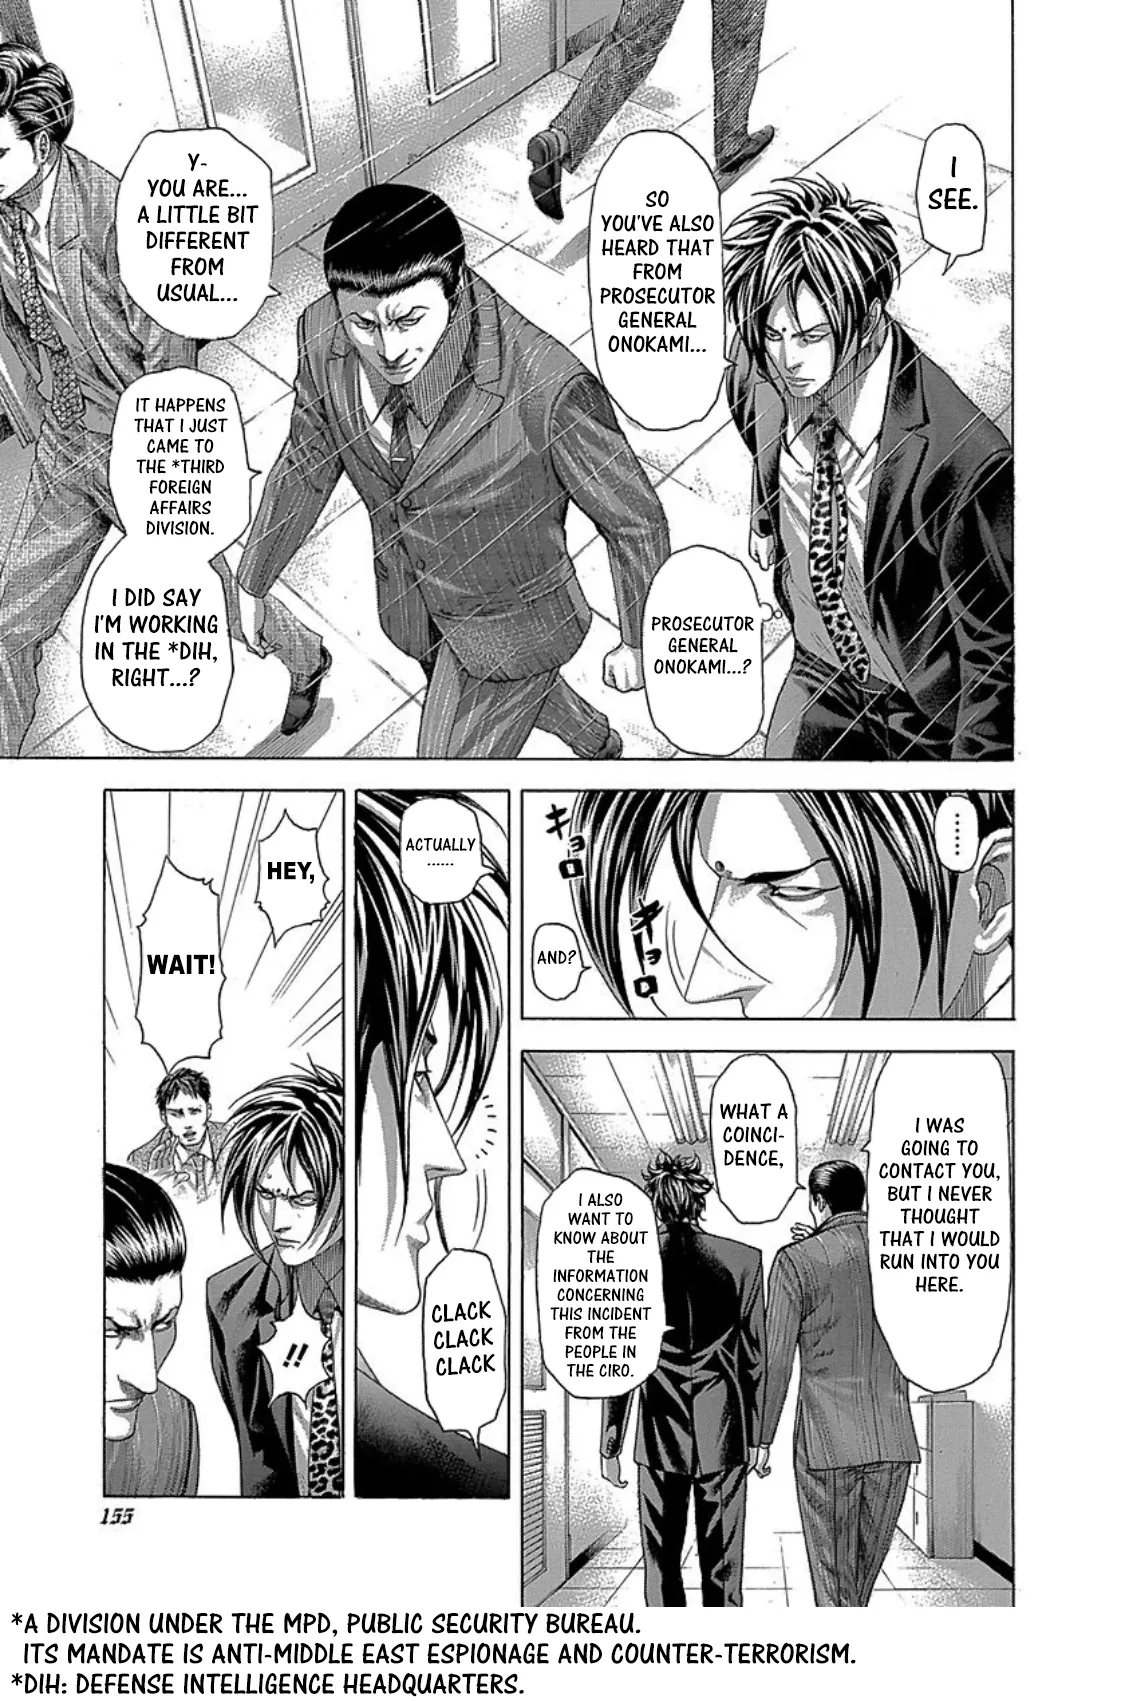 I
SEE.
SO
YOU'VE ALSO
HEARD THAT
FROM
PROSECUTOR
GENERAL
ONOKAMI...
PROSECUTOR
GENERAL
ONOKAMI...?
Y-
YOU ARE...
A LITTLE BIT
DIFFERENT
FROM
USUAL...
IT HAPPENS
THAT I JUST
CAME TO
THE *THIRD
FOREIGN
AFFAIRS
DIVISION.
I DID SAY
I'M WORKING
IN THE *DIH,
RIGHT...?
……
キョロ
キョロ
AND?
I WAS
GOING TO
CONTACT YOU,
BUT I NEVER
THOUGHT
THAT I WOULD
RUN INTO YOU
HERE.
WHAT A
COINCI-
DENCE,
I ALSO
WANT TO
KNOW ABOUT
THE
INFORMATION
CONCERNING
THIS INCIDENT
FROM THE
PEOPLE IN
THE CIRO.
ACTUALLY
......
CLACK
CLACK
CLACK
HEY,
WAIT!
!!
155
*A DIVISION UNDER THE MPD, PUBLIC SECURITY BUREAU.
ITS MANDATE IS ANTI-MIDDLE EAST ESPIONAGE AND COUNTER-TERRORISM.
*DIH: DEFENSE INTELLIGENCE HEADQUARTERS.